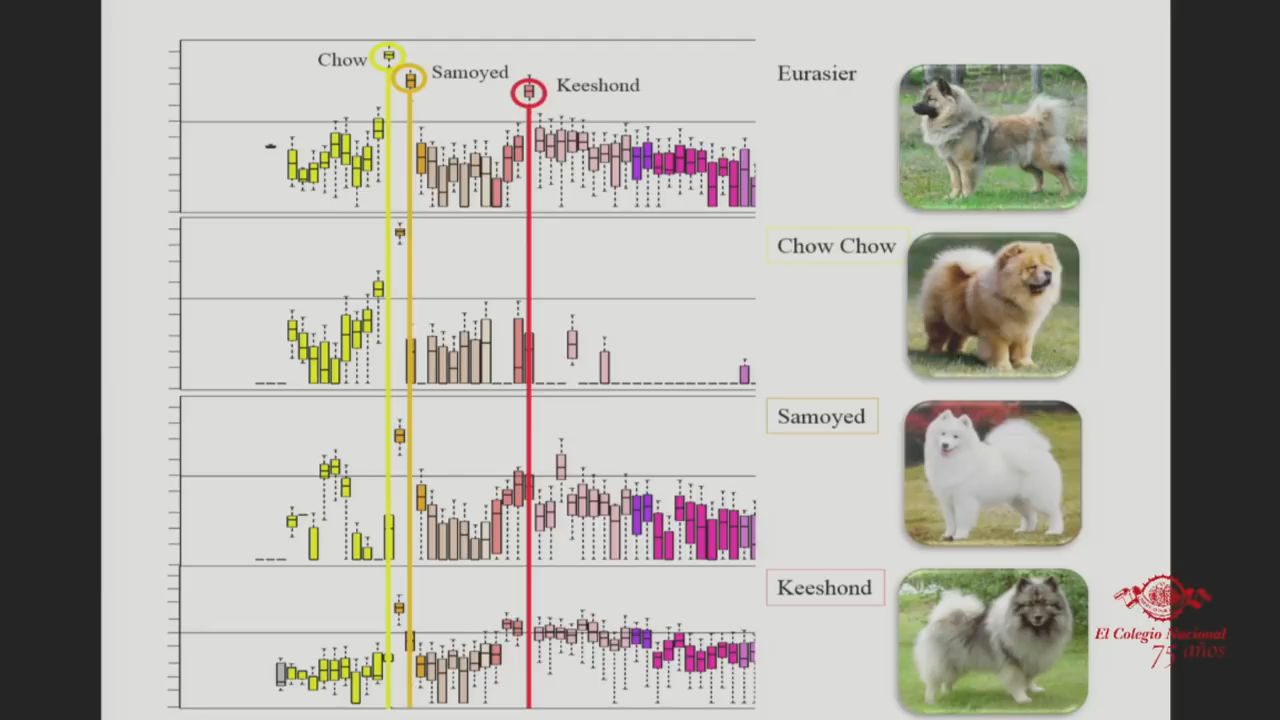 Chow
Samoyed
Keeshond
Eurasier
Chow Chow
Samoyed
Keeshond
El Colegio Nacional
75 años